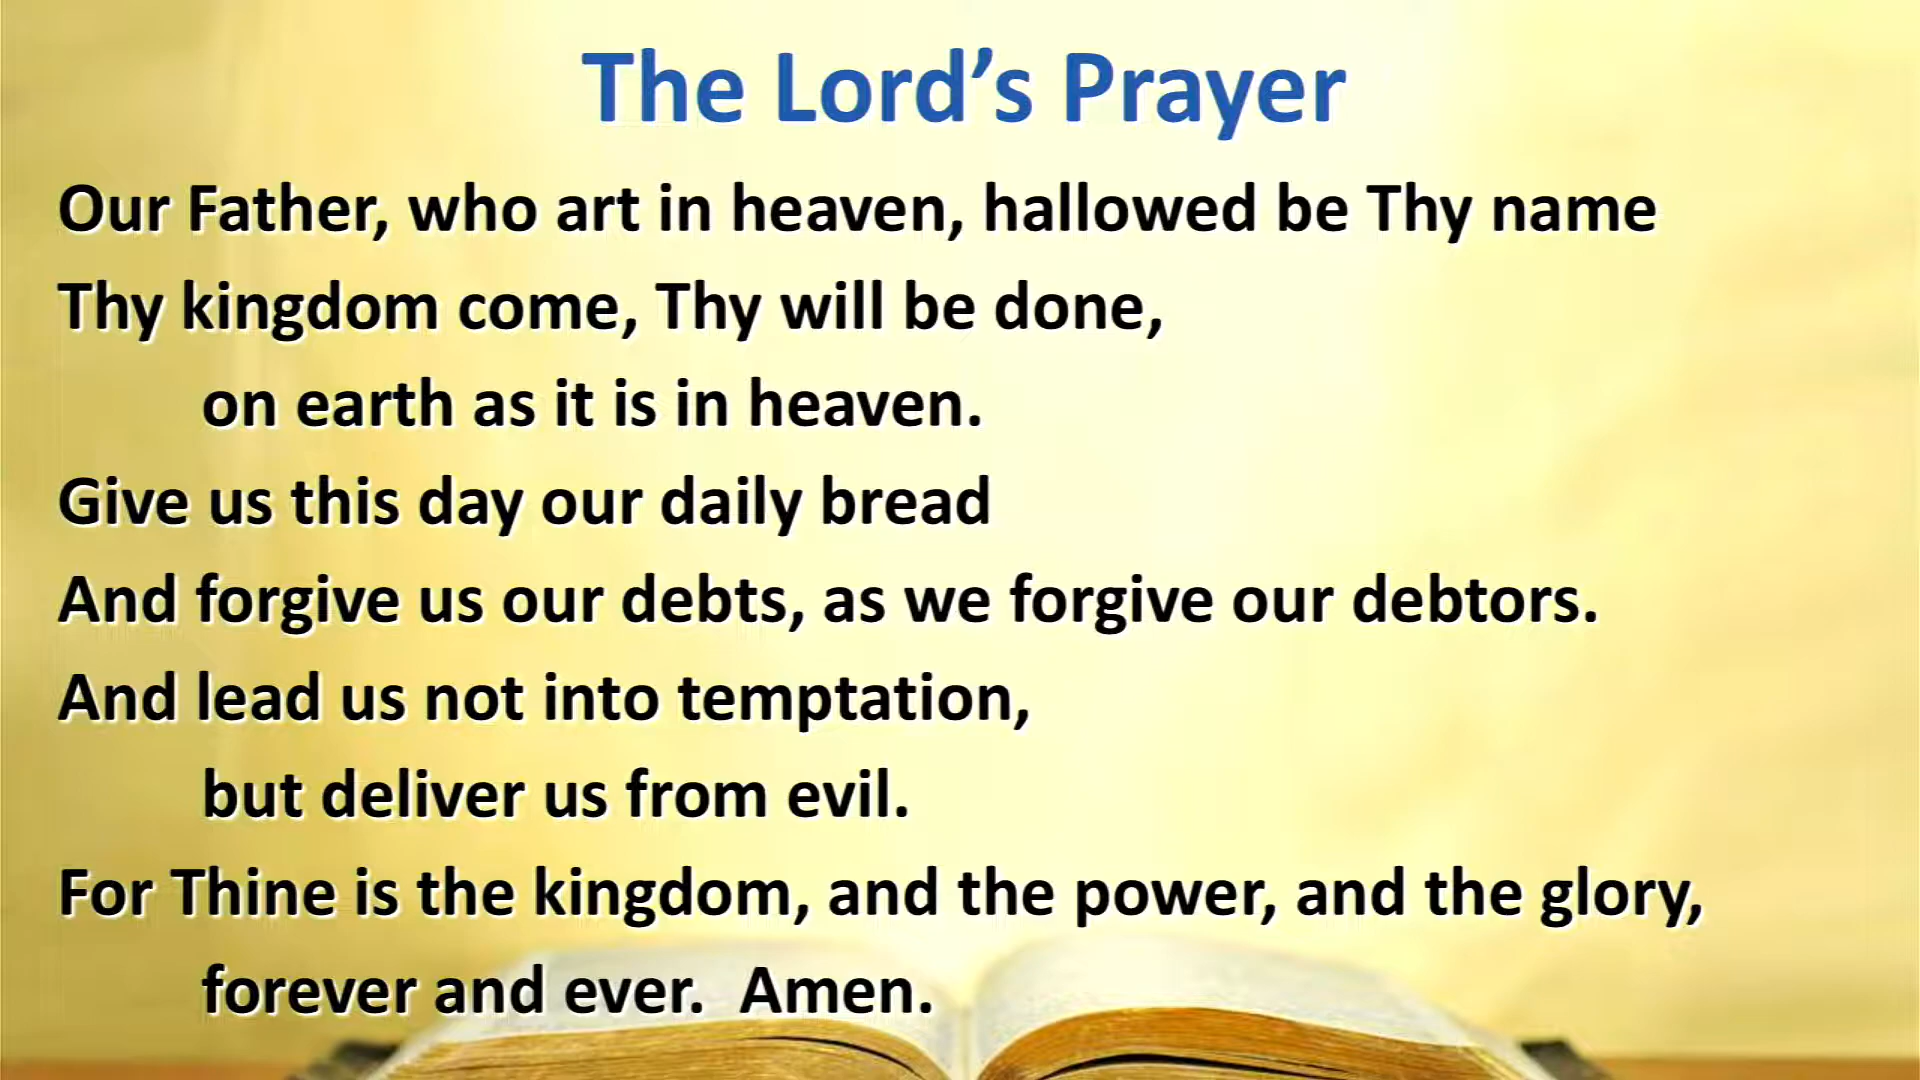 The Lord’s Prayer
Our Father, who art in heaven, hallowed be Thy name
Thy kingdom come, Thy will be done,
on earth as it is in heaven.
Give us this day our daily bread
And forgive us our debts, as we forgive our debtors.
And lead us not into temptation,
but deliver us from evil.
For Thine is the kingdom, and the power, and the glory,
forever and ever.  Amen.